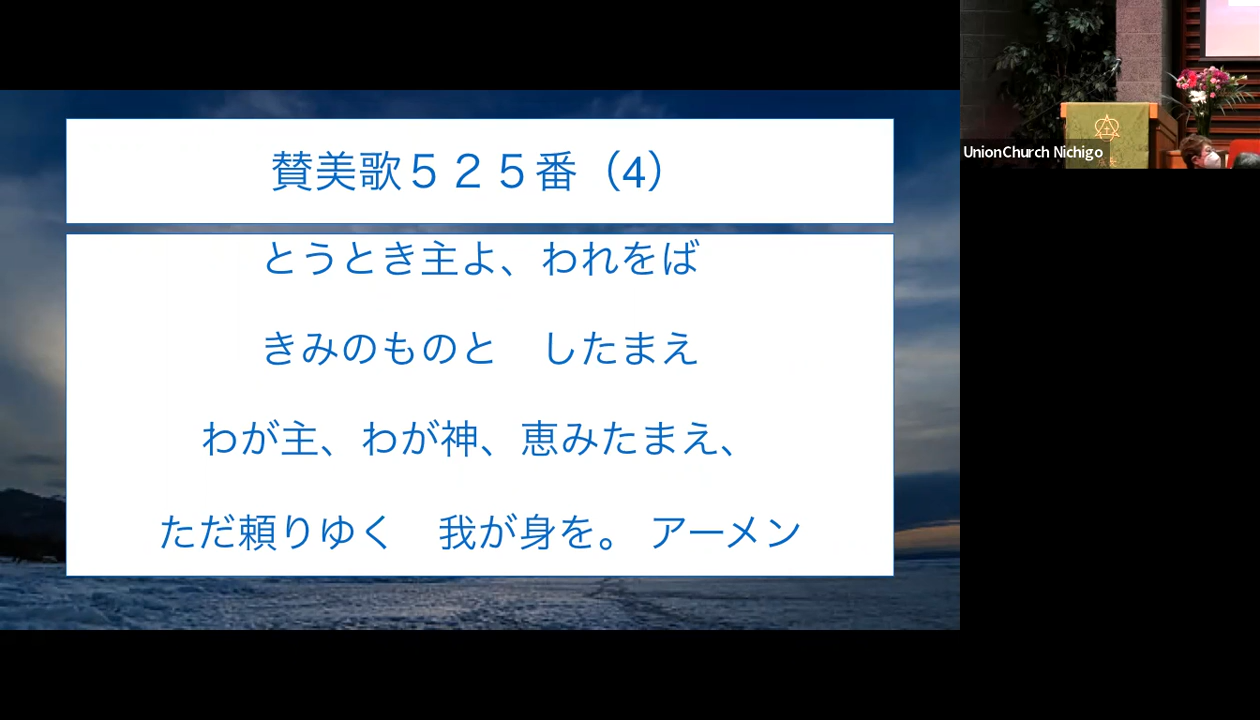 賛美歌５２５番（4）
とうとき主よ、われをば
きみのものと　したまえ
わが主、わが神、恵みたまえ、
ただ頼りゆく　我が身を。 アーメン
UnionChurch Nichigo